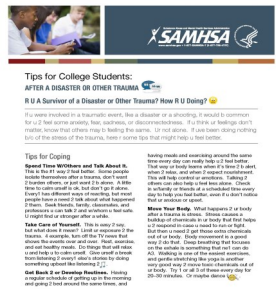 SAMHSA
Tips for College Students:
AFTER A DISASTER OR OTHER TRAUMA
R U A Survivor of a Disaster or Other Trauma? How R U Doing?
If u were involved in a traumatic event, like a disaster or a shooting, it would be common
for u 2 feel some anxiety, fear, sadness, or disconnectedness. If u think ur feelings don't
matter, know that others may b feeling the same. Ur not alone. If uve been doing nothing
b/c of the stress of the trauma, here r some tips that might help u feel better.
Tips for Coping
Spend Time W/Others and Talk About It.
This is the #1 way 2 feel better. Some people
isolate themselves after a trauma, don't want
2 burden others, or just want 2 b alone. A little
time to calm urself is ok, but don't go it alone.
Every1 has different ways of reacting, but most
people have a need 2 talk about what happened
2 them. Seek friends, family, classmates, and
professors u can talk 2 and w/whom u feel safe.
U might find ur stronger after a crisis.
Take Care of Yourself. This is easy 2 say,
but what does it mean? Limit ur exposure 2 the
trauma. 4 example, turn off the TV news that
shows the events over and over. Rest, exercise,
and eat healthy meals. Do things that will relax
u and help u to calm urself. Give urself a break
from listening 2 every1 else's stories by doing
something upbeat like listening 2
Get Back 2 or Develop Routines. Having
a regular schedule of getting up in the morning
and going 2 bed around the same times, and
having meals and exercising around the same
time every day can really help u 2 feel better.
That way ur body learns when it's time 2 b alert,
when 2 relax, and when 2 expect nourishment.
This will help control ur emotions. Talking 2
others can also help u feel less alone. Check
in w/family or friends at a scheduled time every
day to help you feel better, even if u don't notice
that ur anxious or upset.
Move Your Body. What happens 2 ur body
after a trauma is stress. Stress causes a
buildup of chemicals in ur body that first helps
u 2 respond in case u need to run or fight.
But then u need 2 get those extra chemicals
out of ur body. Body movement is a good
way 2 do that. Deep breathing that focuses
on the exhale is something that ne1 can do
A3. Walking is one of the easiest exercises,
and gentle stretching like yoga is another
very good way 2 move toxic chemicals out of
ur body. Try 1 or all 3 of these every day for
20–30 minutes. Or maybe dance